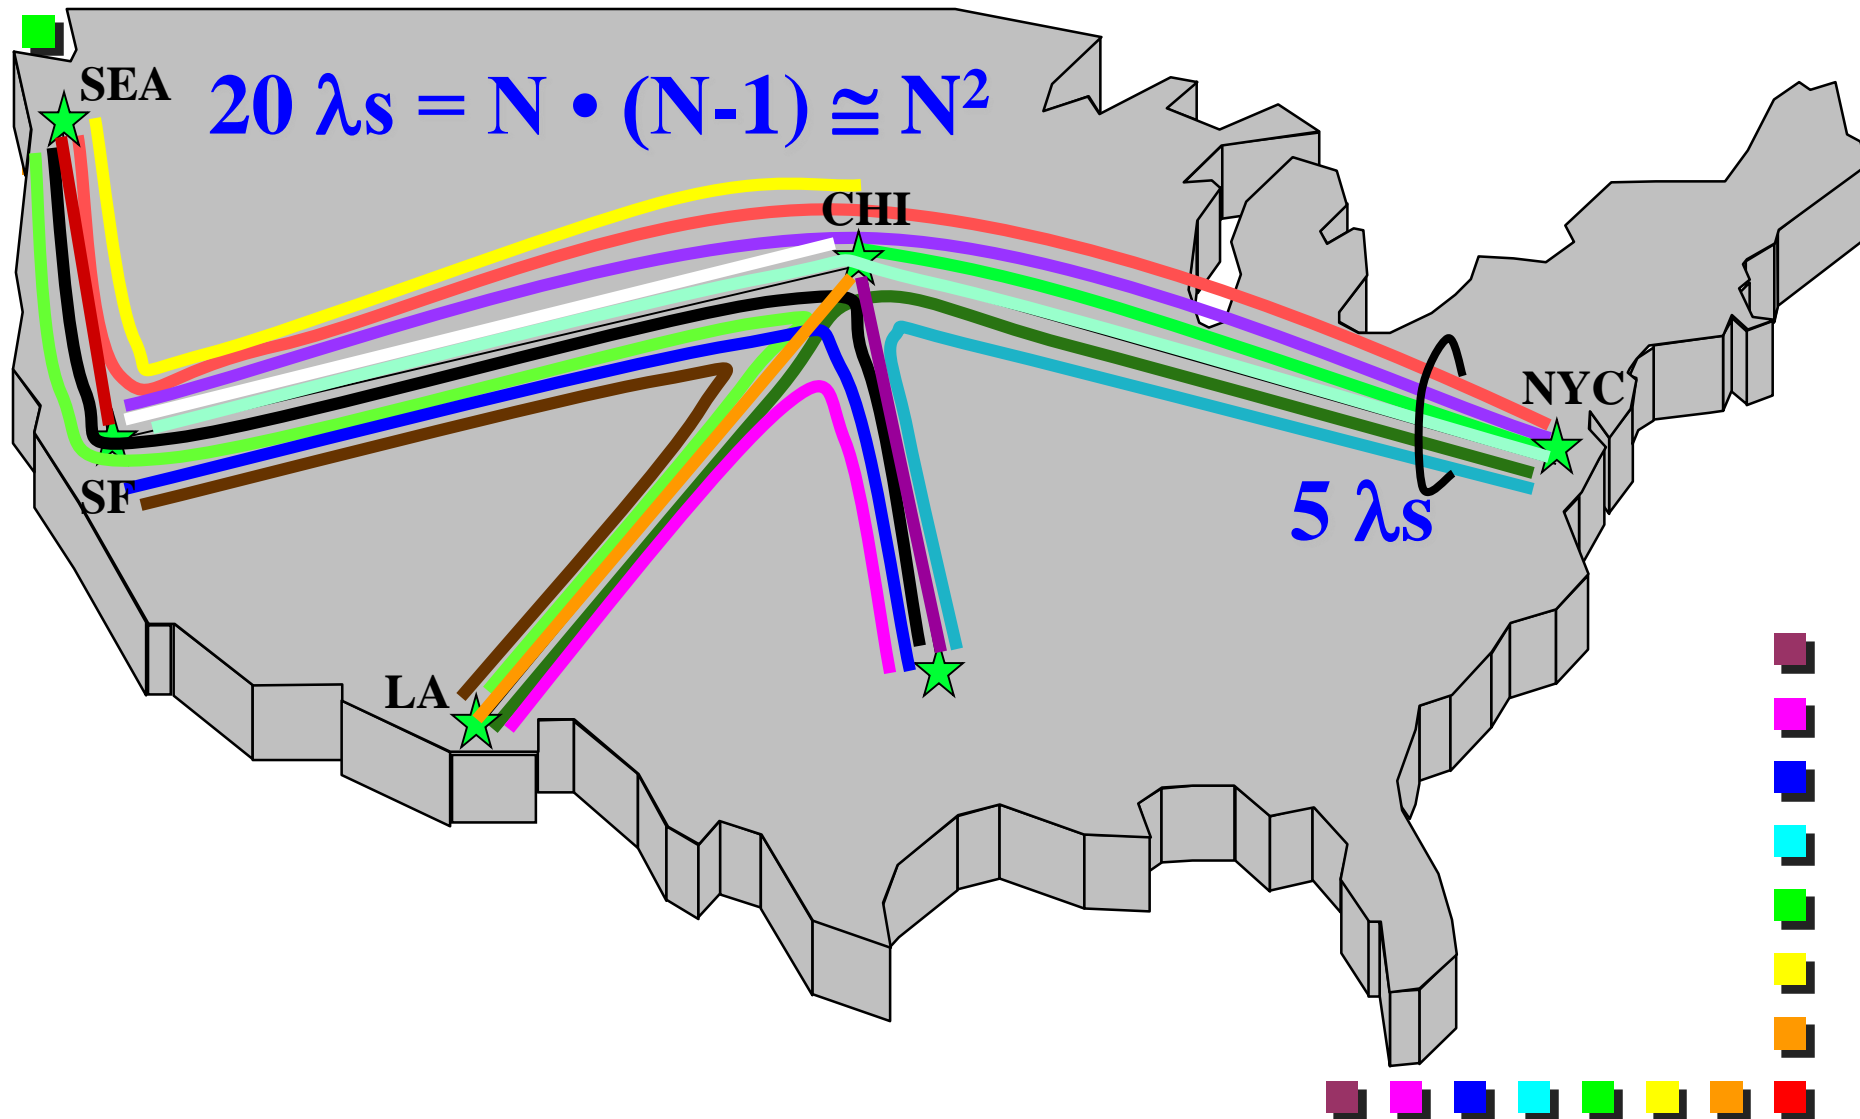 SEA
20 λs = N • (N-1) ≅ N²
CHI
NYC
SF
5 λs
LA